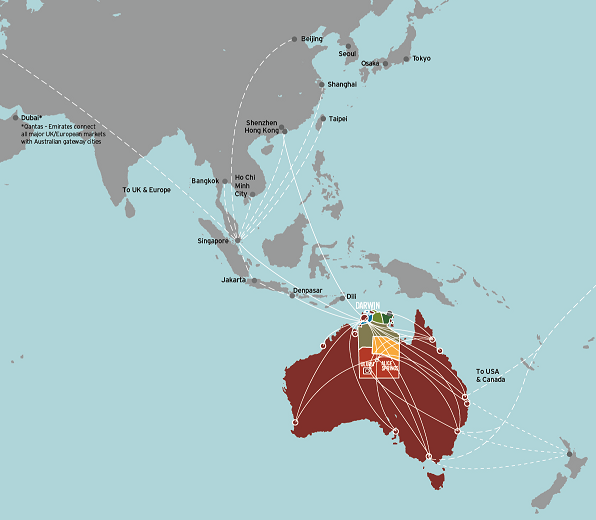 Beijing
Seoul
Osaka
Tokyo
Shanghai
Dubai*
*Qantas - Emirates connect
all major UK/European markets
with Australian gateway cities
Shenzhen
Hong Kong
Taipei
Bangkok
Ho Chi
Minh
City
To UK & Europe
Singapore
Jakarta
Denpasar
Dili
DARWIN
ALICE
SPRINGS
To USA
& Canada